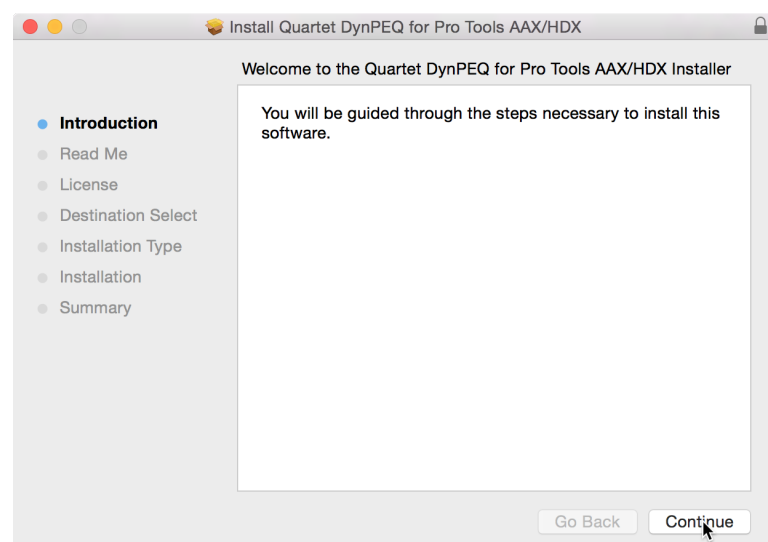 Install Quartet DynPEQ for Pro Tools AAX/HDX
Welcome to the Quartet DynPEQ for Pro Tools AAX/HDX Installer
Introduction
Read Me
License
Destination Select
Installation Type
Installation
Summary
You will be guided through the steps necessary to install this
software.
Go Back
Continue